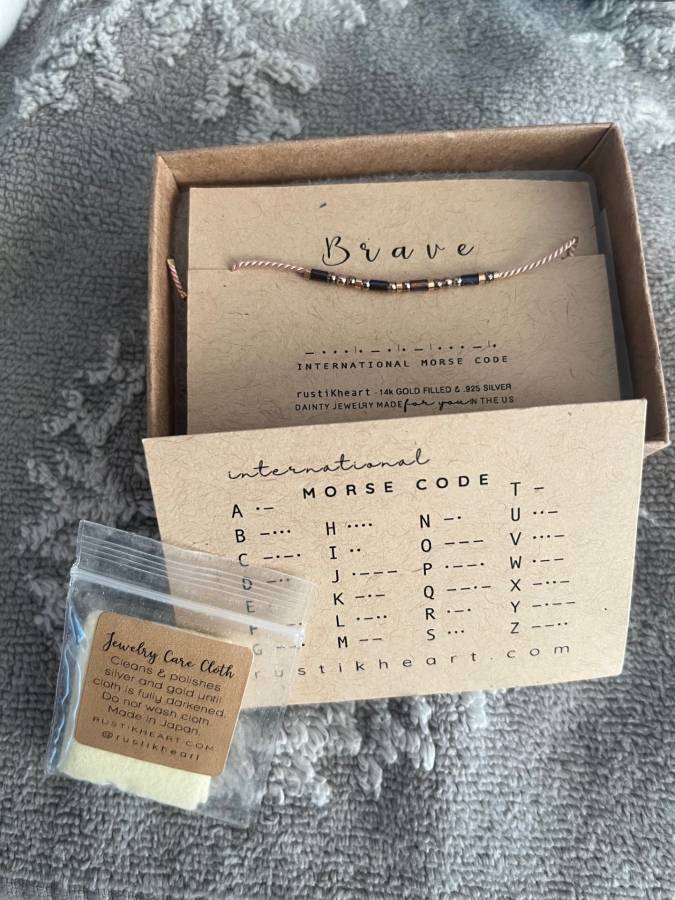 Brave
—•••|•—•|•—|•••—|•
INTERNATIONAL MORSE CODE
rustiKheart - 14k GOLD FILLED & .925 SILVER
DAINTY JEWELRY MADE for you IN THE US
international
MORSE CODE
A •—
B —•••
C —•—•
D —••
E
F
G
H ••••
I ••
J •———
K —•—
L •—••
M ——
N —•
O ———
P •——•
Q ——•—
R •—•
S •••
T —
U ••—
V •••—
W •——
X —••—
Y —•——
Z ——••
rustikheart com
Jewelry Care Cloth
Cleans & polishes
silver and gold until
cloth is fully darkened.
Do not wash cloth.
Made in Japan.
RUSTIKHEART.COM
@rustikheart